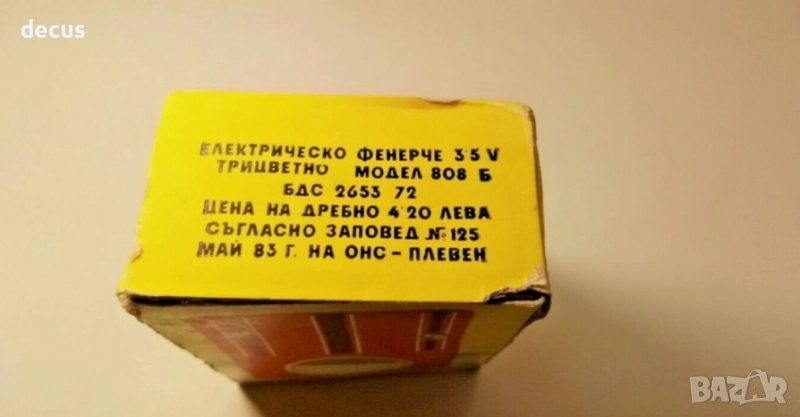 decus
ЕЛЕКТРИЧЕСКО ФЕНЕРЧЕ 3'5 V
ТРИЦВЕТНО МОДЕЛ 808 Б
БДС 2653 72
ЦЕНА НА ДРЕБНО 4'20 ЛЕВА
СЪГЛАСНО ЗАПОВЕД № 125
МАЙ 83 Г. НА ОНС – ПЛЕВЕН
BAZAR